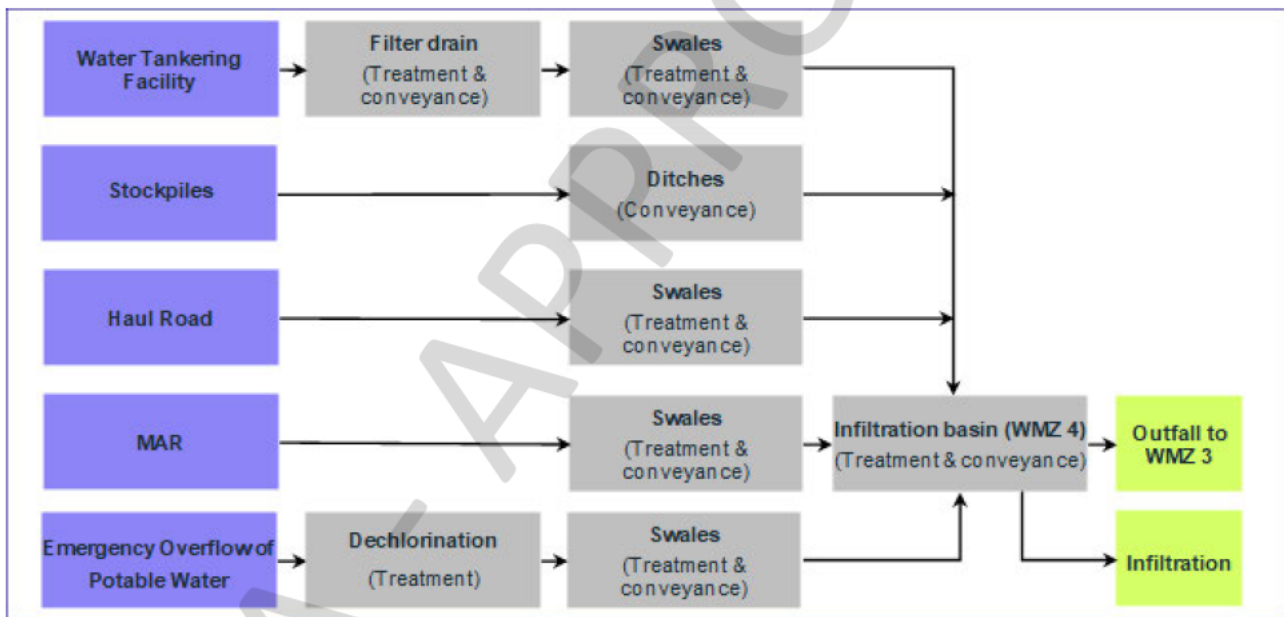 Water Tankering
Facility
Filter drain
(Treatment &
conveyance)
Swales
(Treatment &
conveyance)
Stockpiles
Ditches
(Conveyance)
Haul Road
Swales
(Treatment &
conveyance)
MAR
Swales
(Treatment &
conveyance)
Infiltration basin (WMZ 4)
(Treatment & conveyance)
Outfall to
WMZ 3
Emergency Overflow of
Potable Water
Dechlorination
(Treatment)
Swales
(Treatment &
conveyance)
Infiltration